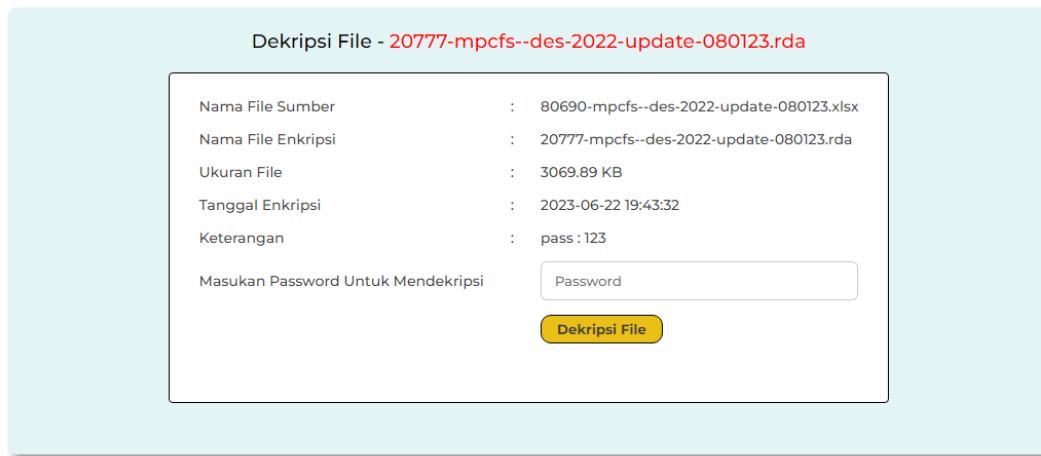 Dekripsi File - 20777-mpcfs--des-2022-update-080123.rda
Nama File Sumber : 80690-mpcfs--des-2022-update-080123.xlsx
Nama File Enkripsi : 20777-mpcfs--des-2022-update-080123.rda
Ukuran File : 3069.89 KB
Tanggal Enkripsi : 2023-06-22 19:43:32
Keterangan : pass : 123
Masukan Password Untuk Mendekripsi Password
Dekripsi File